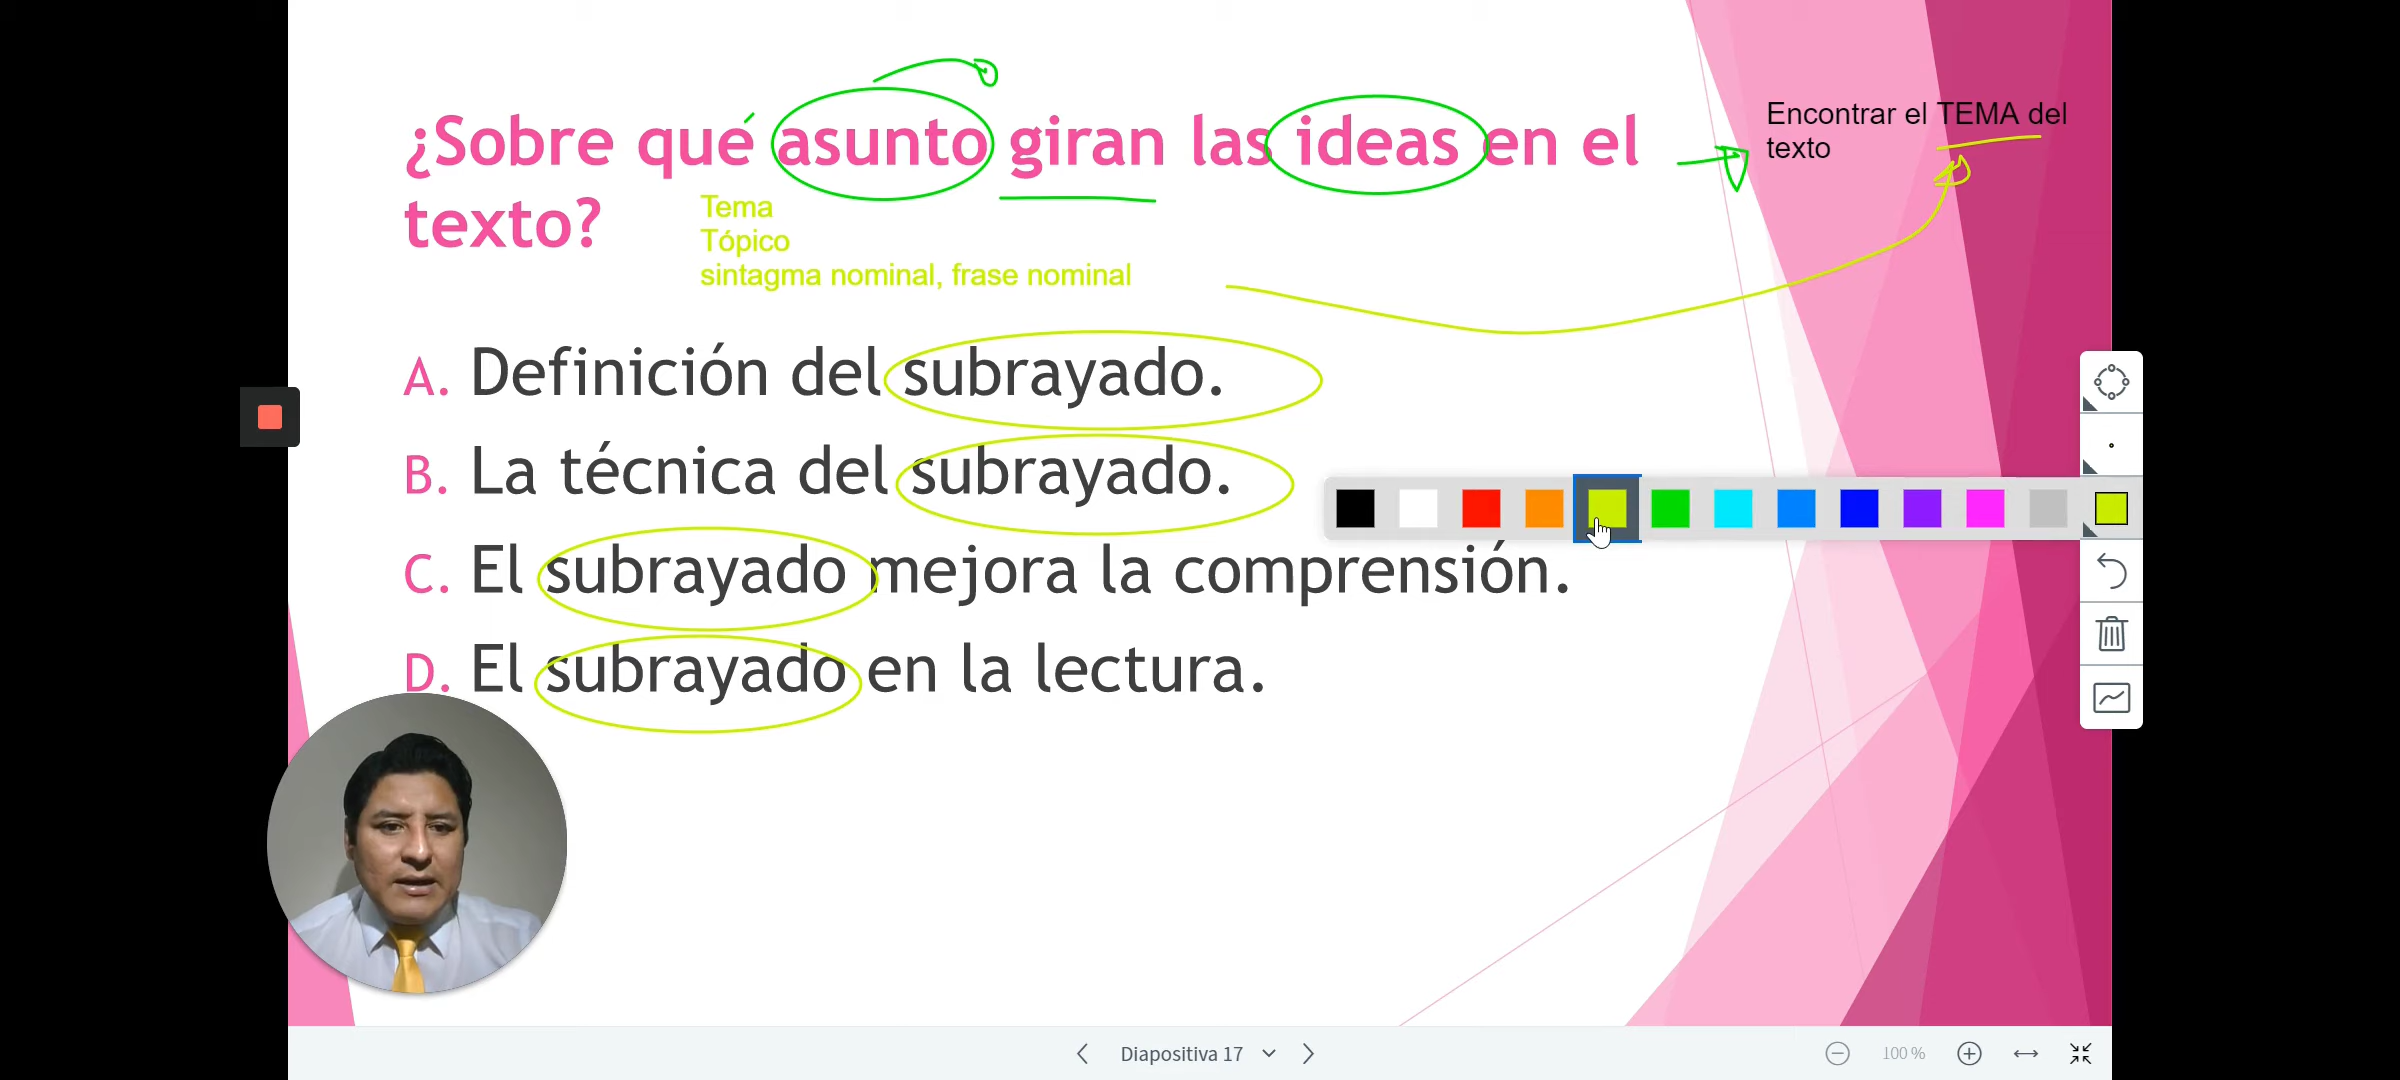 ¿Sobre qué asunto giran las ideas en el
texto?
Encontrar el TEMA del
texto
Tema
Tópico
sintagma nominal, frase nominal
A. Definición del subrayado.
B. La técnica del subrayado.
C. El subrayado mejora la comprensión.
D. El subrayado en la lectura.
Diapositiva 17
100 %